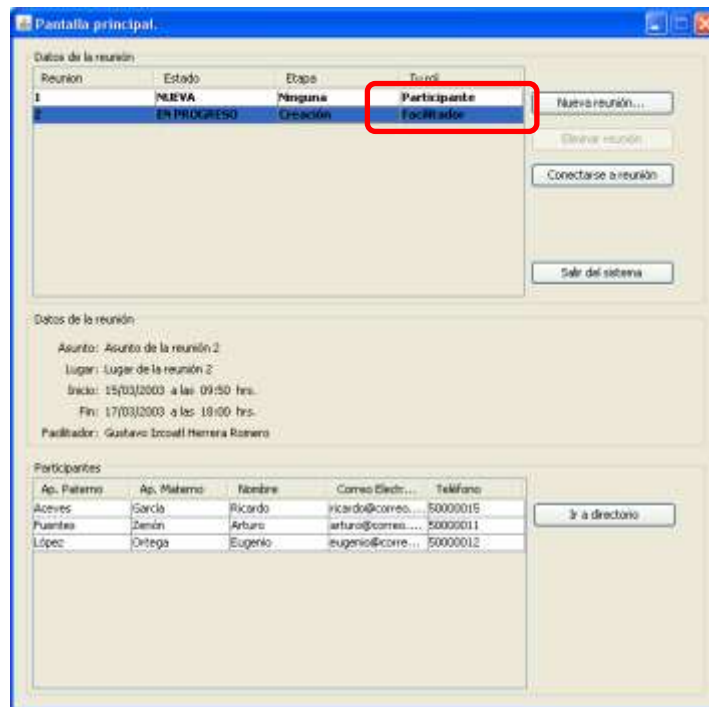 Pantalla principal.
Datos de la reunión
Reunion Estado Etapa Tu rol
1 NUEVA Ninguna Participante
2 EN PROGRESO Creación Facilitador
Nueva reunión...
Eliminar reunión
Conectarse a reunión
Salir del sistema
Datos de la reunión
Asunto: Asunto de la reunión 2
Lugar: Lugar de la reunión 2
Inicio: 15/03/2003 a las 09:50 hrs.
Fin: 17/03/2003 a las 18:00 hrs.
Facilitador: Gustavo Izcoatl Herrera Romero
Participantes
Ap. Paterno Ap. Materno Nombre Correo Electr... Teléfono
Aceves García Ricardo ricardo@correo.... 50000015
Fuentes Zenón Arturo arturo@correo.... 50000011
López Ortega Eugenio eugenio@corre... 50000012
Ir a directorio